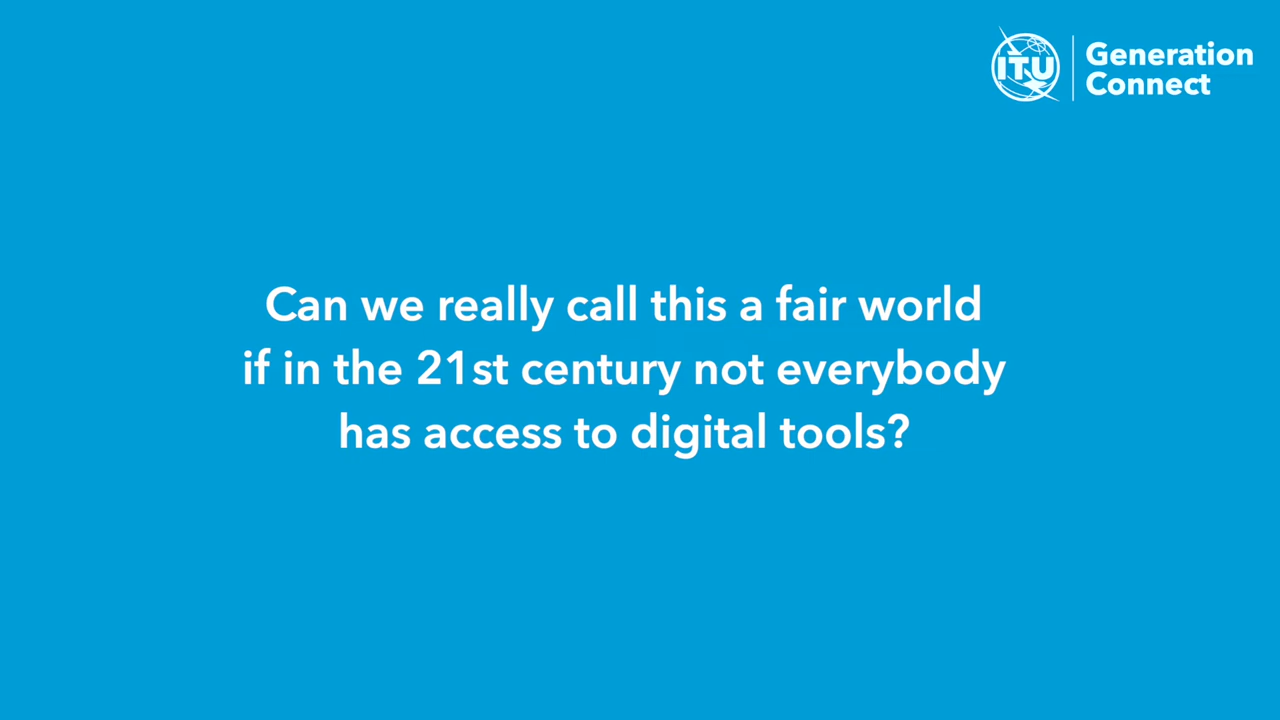 ITU
Generation
Connect
Can we really call this a fair world
if in the 21st century not everybody
has access to digital tools?